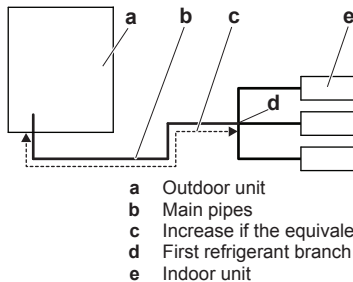 a b c e
d
a Outdoor unit
b Main pipes
c Increase if the equivale
d First refrigerant branch
e Indoor unit